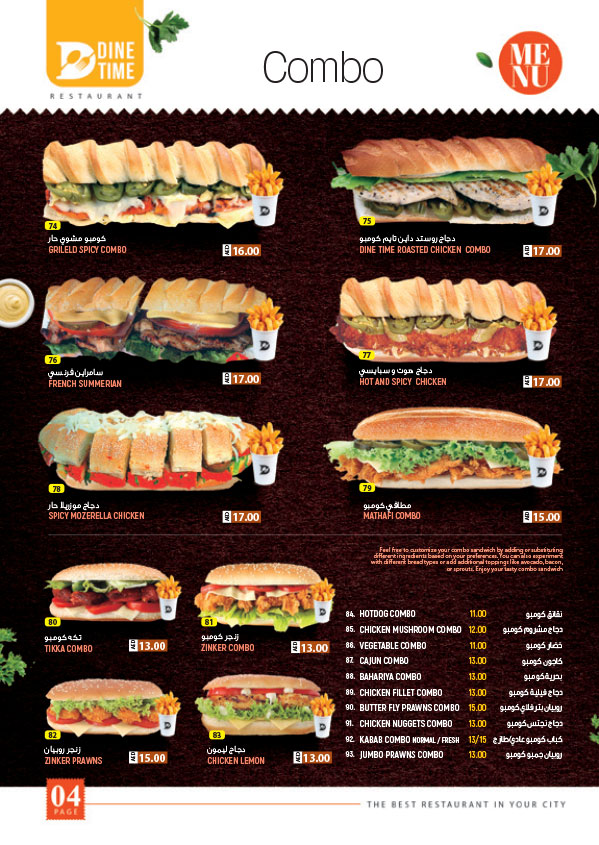 DINE
TIME
RESTAURANT
Combo
ME
NU
74
كومبو مشوي حار
GRILELD SPICY COMBO
AED 16.00
75
دجاج روستد داين تايم كومبو
DINE TIME ROASTED CHICKEN COMBO
AED 17.00
76
سامراين فرنسي
FRENCH SUMMERIAN
AED 17.00
77
دجاج هوت و سبايسي
HOT AND SPICY CHICKEN
AED 17.00
78
دجاج موزريلا حار
SPICY MOZERELLA CHICKEN
AED 17.00
79
مطافي كومبو
MATHAFI COMBO
AED 15.00
Feel free to customize your combo sandwich by adding or substituting
different ingredients based on your preferences. You can also experiment
with different bread types or add additional toppings like avocado, bacon,
or sprouts. Enjoy your tasty combo sandwich
80
تكه كومبو
TIKKA COMBO
AED 13.00
81
زنجر كومبو
ZINKER COMBO
AED 13.00
82
زنجر روبيان
ZINKER PRAWNS
AED 15.00
83
دجاج ليمون
CHICKEN LEMON
AED 13.00
84. HOTDOG COMBO 11.00 نقانق كومبو
85. CHICKEN MUSHROOM COMBO 12.00 دجاج مشروم كومبو
86. VEGETABLE COMBO 11.00 خضار كومبو
87. CAJUN COMBO 13.00 كاجون كومبو
88. BAHARIYA COMBO 13.00 بحرية كومبو
89. CHICKEN FILLET COMBO 13.00 دجاج فيلية كومبو
90. BUTTER FLY PRAWNS COMBO 15.00 روبيان بتر فلاي كومبو
91. CHICKEN NUGGETS COMBO 13.00 دجاج نجتس كومبو
92. KABAB COMBO NORMAL / FRESH 13/15 كباب كومبو عادي/طازج
93. JUMBO PRAWNS COMBO 13.00 روبيان جمبو كومبو
04
PAGE
THE BEST RESTAURANT IN YOUR CITY